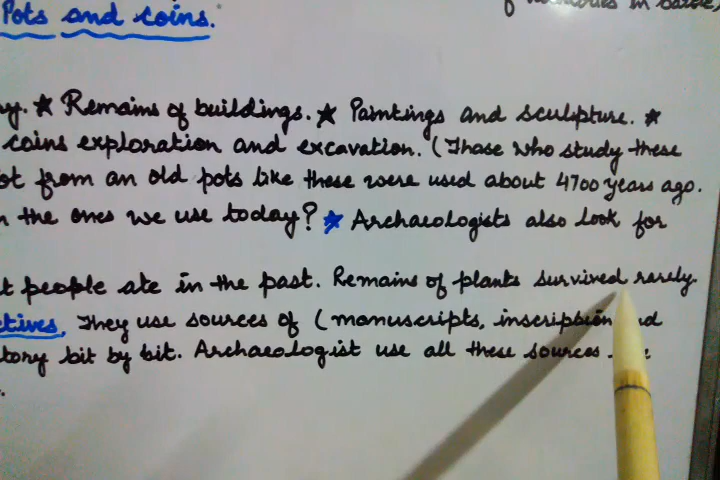 Pots and coins.
in battle)
★ Remains of buildings. ★ Paintings and sculpture. ★
coins exploration and excavation. (Those who study these
from an old pots like these were used about 4700 years ago.
the ones we use today? ★ Archaeologists also look for
people ate in the past. Remains of plants survived rarely.
They use sources of (manuscripts, inscription
bit by bit. Archaeologist use all these sources